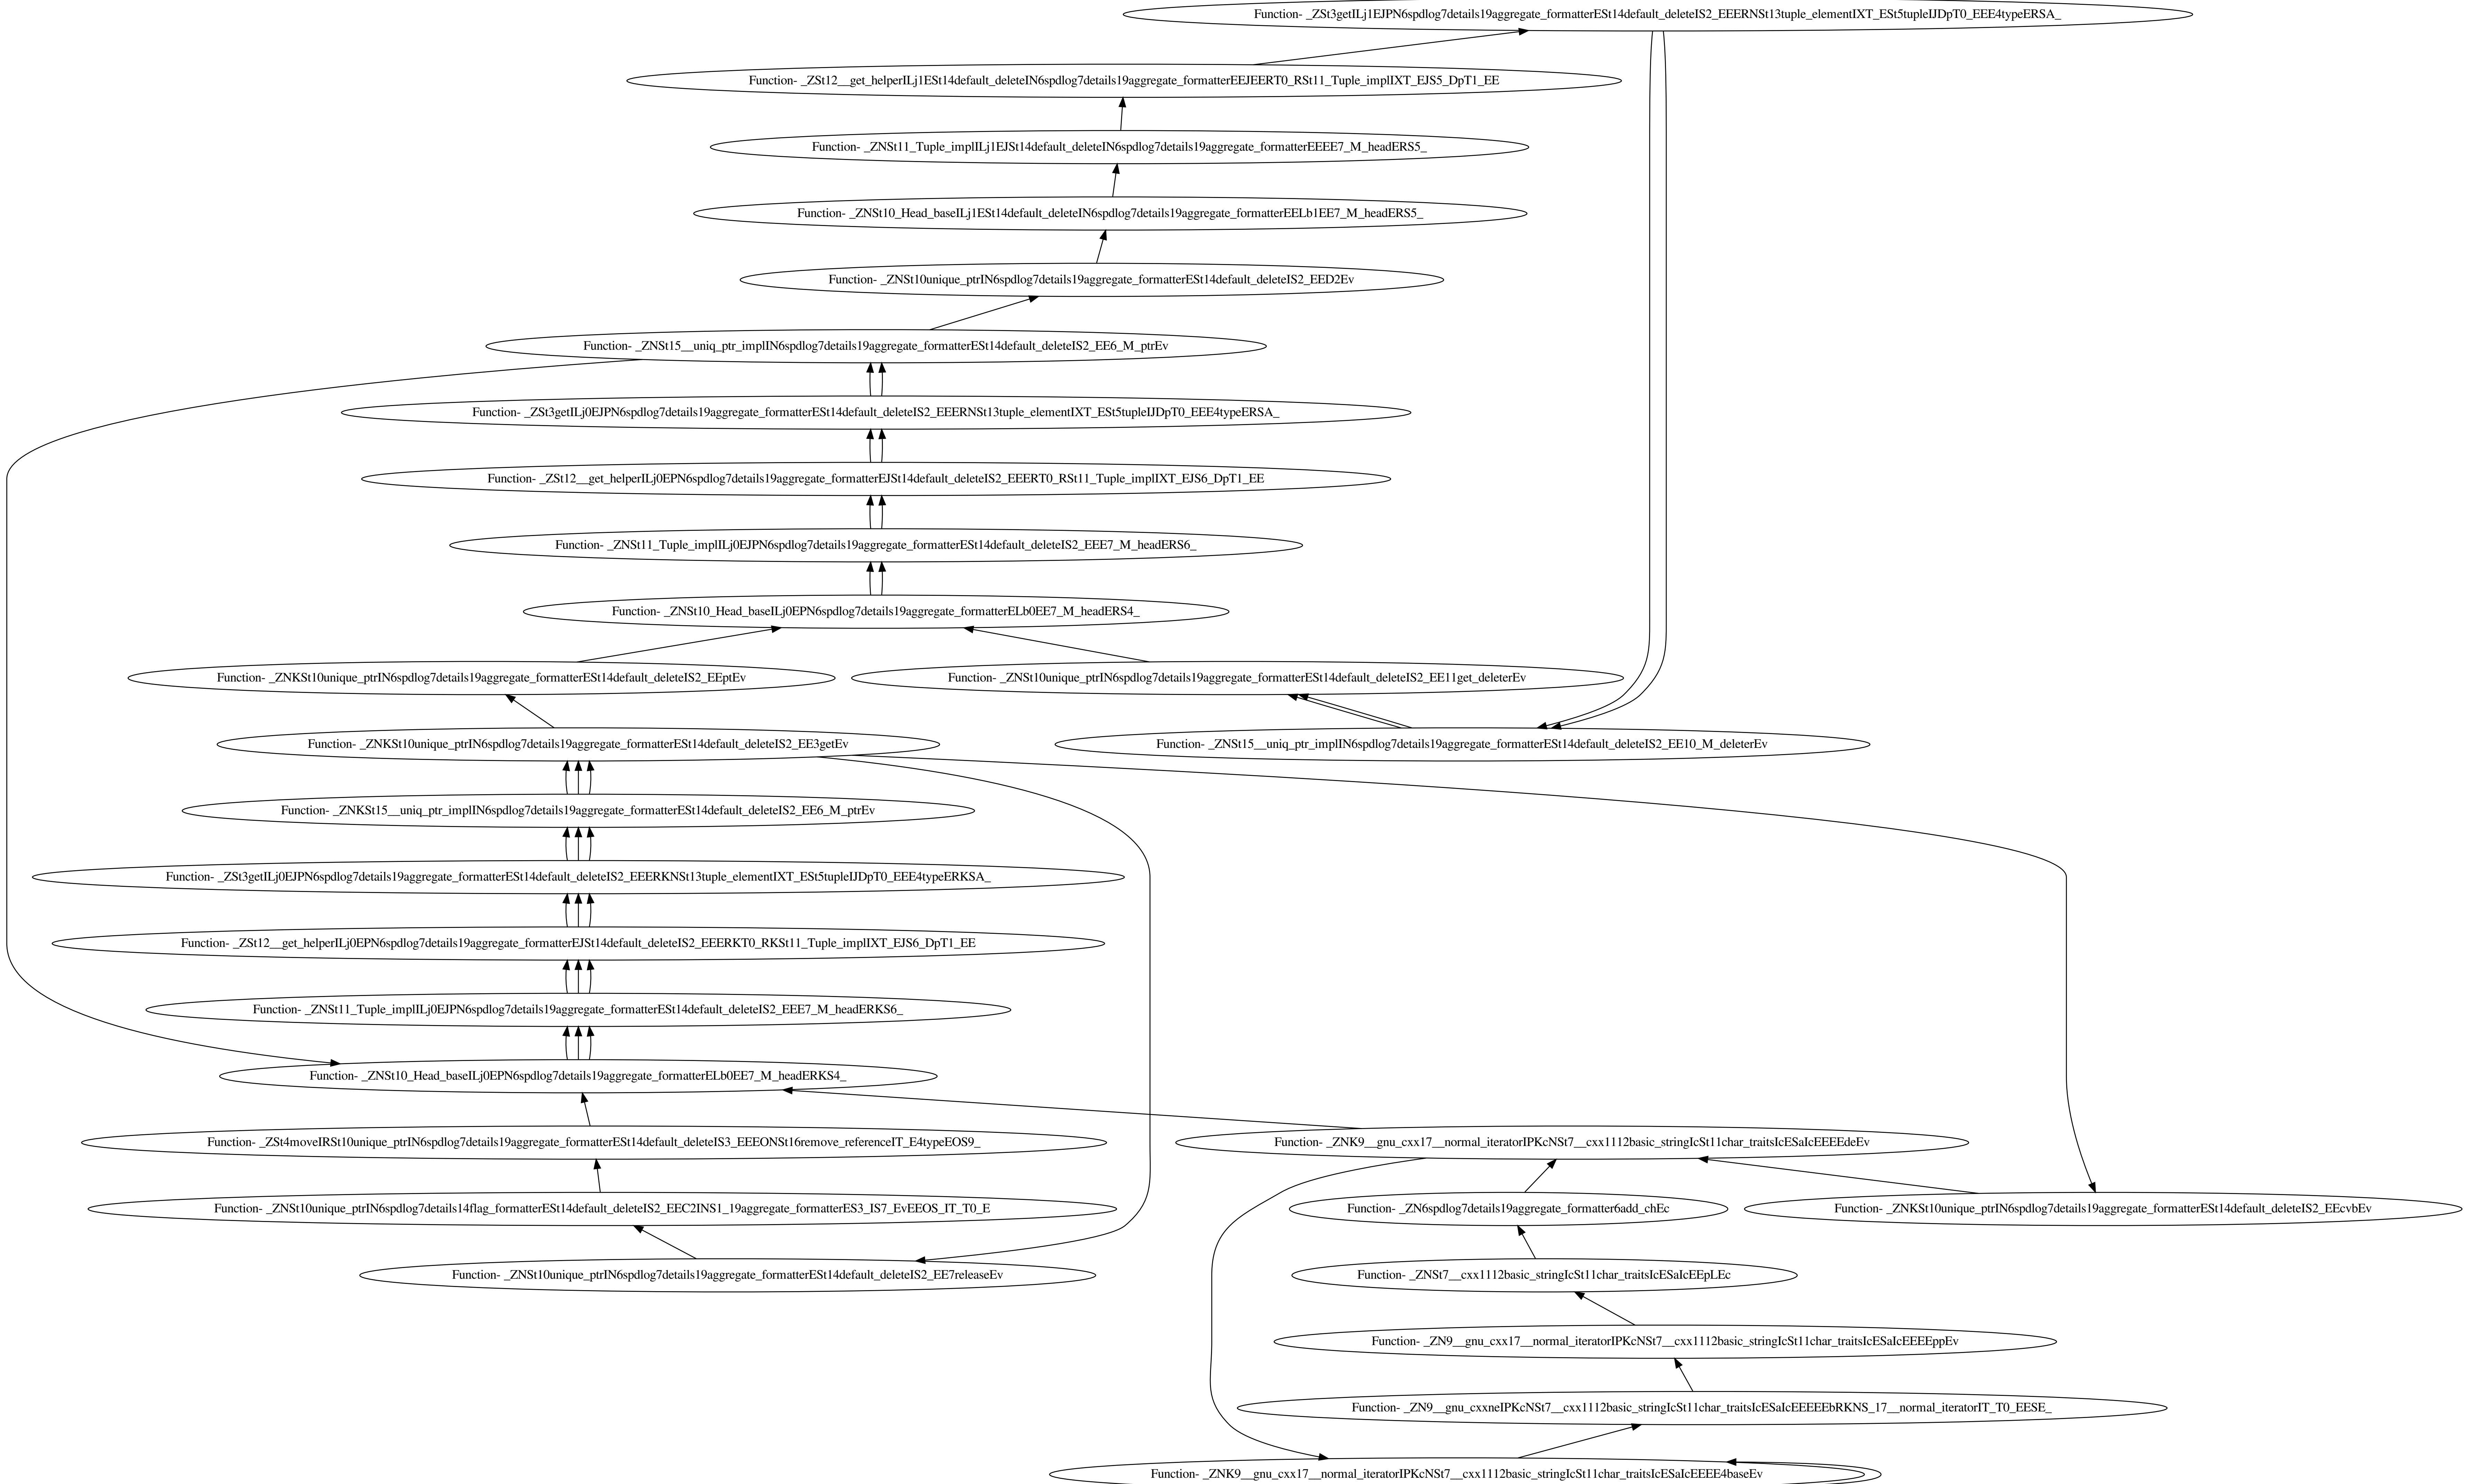 Function- _ZSt3getILj1EJPN6spdlog7details19aggregate_formatterESt14default_deleteIS2_EEERNSt13tuple_elementIXT_ESt5tupleIJDpT0_EEE4typeERSA_
Function- _ZSt12__get_helperILj1ESt14default_deleteIN6spdlog7details19aggregate_formatterEEJEERT0_RSt11_Tuple_implIXT_EJS5_DpT1_EE
Function- _ZNSt11_Tuple_implILj1EJSt14default_deleteIN6spdlog7details19aggregate_formatterEEEE7_M_headERS5_
Function- _ZNSt10_Head_baseILj1ESt14default_deleteIN6spdlog7details19aggregate_formatterEELb1EE7_M_headERS5_
Function- _ZNSt10unique_ptrIN6spdlog7details19aggregate_formatterESt14default_deleteIS2_EED2Ev
Function- _ZNSt15__uniq_ptr_implIN6spdlog7details19aggregate_formatterESt14default_deleteIS2_EE6_M_ptrEv
Function- _ZSt3getILj0EJPN6spdlog7details19aggregate_formatterESt14default_deleteIS2_EEERNSt13tuple_elementIXT_ESt5tupleIJDpT0_EEE4typeERSA_
Function- _ZSt12__get_helperILj0EPN6spdlog7details19aggregate_formatterEJSt14default_deleteIS2_EEERT0_RSt11_Tuple_implIXT_EJS6_DpT1_EE
Function- _ZNSt11_Tuple_implILj0EJPN6spdlog7details19aggregate_formatterESt14default_deleteIS2_EEE7_M_headERS6_
Function- _ZNSt10_Head_baseILj0EPN6spdlog7details19aggregate_formatterELb0EE7_M_headERS4_
Function- _ZNKSt10unique_ptrIN6spdlog7details19aggregate_formatterESt14default_deleteIS2_EEptEv
Function- _ZNSt10unique_ptrIN6spdlog7details19aggregate_formatterESt14default_deleteIS2_EE11get_deleterEv
Function- _ZNKSt10unique_ptrIN6spdlog7details19aggregate_formatterESt14default_deleteIS2_EE3getEv
Function- _ZNSt15__uniq_ptr_implIN6spdlog7details19aggregate_formatterESt14default_deleteIS2_EE10_M_deleterEv
Function- _ZNKSt15__uniq_ptr_implIN6spdlog7details19aggregate_formatterESt14default_deleteIS2_EE6_M_ptrEv
Function- _ZSt3getILj0EJPN6spdlog7details19aggregate_formatterESt14default_deleteIS2_EEERKNSt13tuple_elementIXT_ESt5tupleIJDpT0_EEE4typeERKSA_
Function- _ZSt12__get_helperILj0EPN6spdlog7details19aggregate_formatterEJSt14default_deleteIS2_EEERKT0_RKSt11_Tuple_implIXT_EJS6_DpT1_EE
Function- _ZNSt11_Tuple_implILj0EJPN6spdlog7details19aggregate_formatterESt14default_deleteIS2_EEE7_M_headERKS6_
Function- _ZNSt10_Head_baseILj0EPN6spdlog7details19aggregate_formatterELb0EE7_M_headERKS4_
Function- _ZSt4moveIRSt10unique_ptrIN6spdlog7details19aggregate_formatterESt14default_deleteIS3_EEEONSt16remove_referenceIT_E4typeEOS9_
Function- _ZNK9__gnu_cxx17__normal_iteratorIPKcNSt7__cxx1112basic_stringIcSt11char_traitsIcESaIcEEEEdeEv
Function- _ZNSt10unique_ptrIN6spdlog7details14flag_formatterESt14default_deleteIS2_EEC2INS1_19aggregate_formatterES3_IS7_EvEEOS_IT_T0_E
Function- _ZN6spdlog7details19aggregate_formatter6add_chEc
Function- _ZNKSt10unique_ptrIN6spdlog7details19aggregate_formatterESt14default_deleteIS2_EEcvbEv
Function- _ZNSt10unique_ptrIN6spdlog7details19aggregate_formatterESt14default_deleteIS2_EE7releaseEv
Function- _ZNSt7__cxx1112basic_stringIcSt11char_traitsIcESaIcEEpLEc
Function- _ZN9__gnu_cxx17__normal_iteratorIPKcNSt7__cxx1112basic_stringIcSt11char_traitsIcESaIcEEEEppEv
Function- _ZN9__gnu_cxxneIPKcNSt7__cxx1112basic_stringIcSt11char_traitsIcESaIcEEEEEbRKNS_17__normal_iteratorIT_T0_EESE_
Function- _ZNK9__gnu_cxx17__normal_iteratorIPKcNSt7__cxx1112basic_stringIcSt11char_traitsIcESaIcEEEE4baseEv